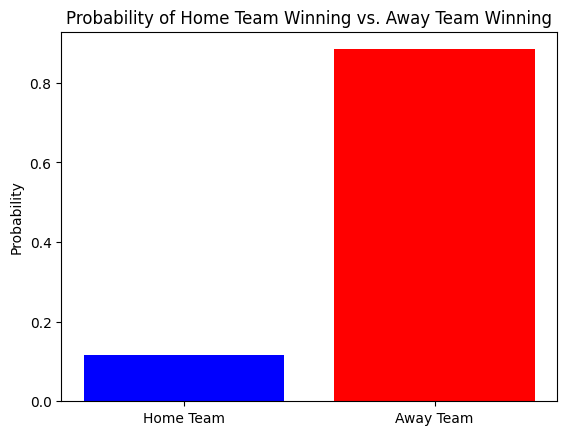 Probability of Home Team Winning vs. Away Team Winning
0.8
0.6
Probability
0.4
0.2
0.0
Home Team
Away Team